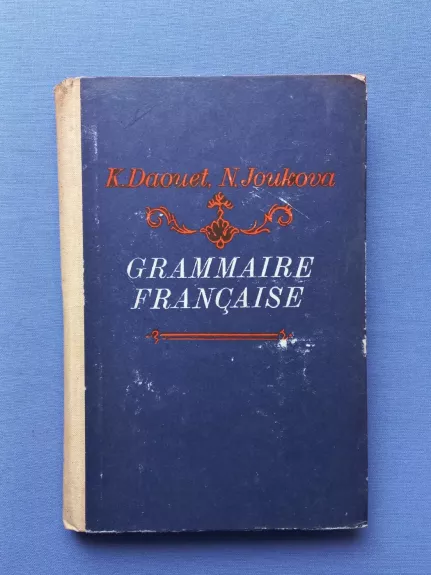 K.Daouet, N.Joukova
GRAMMAIRE
FRANÇAISE